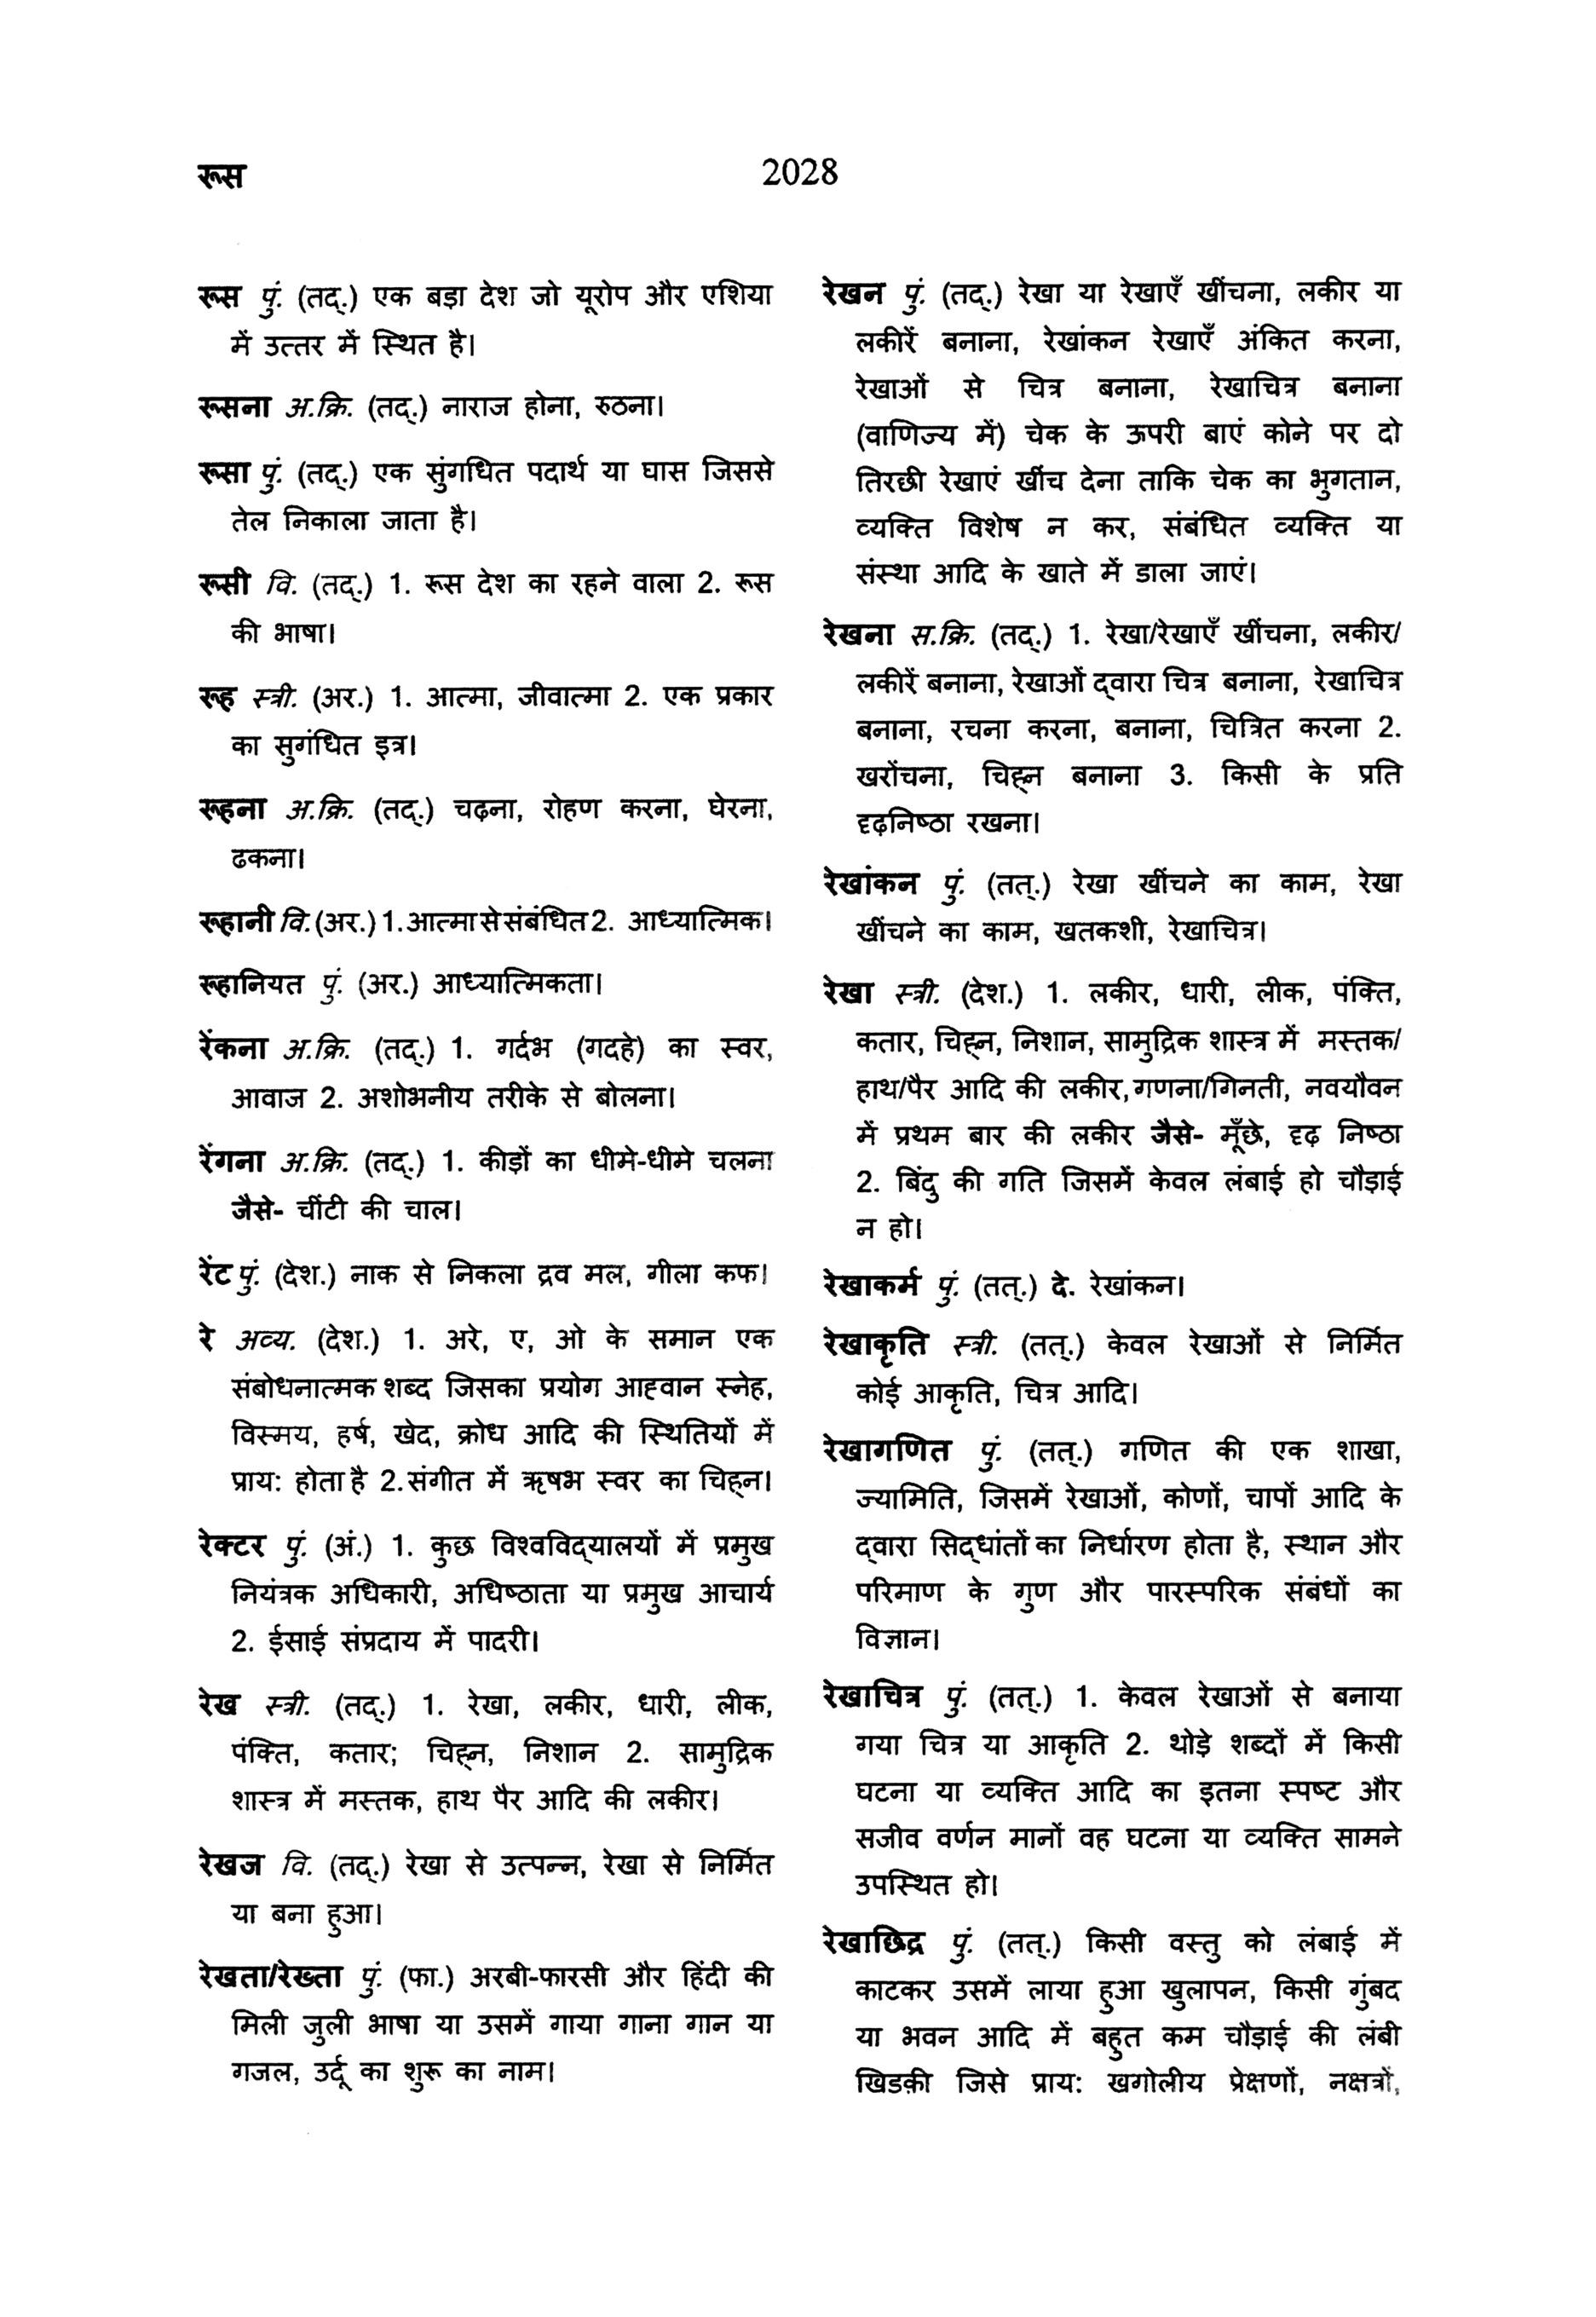 रूस
2028
रूस पुं. (तद्.) एक बड़ा देश जो यूरोप और एशिया
में उत्तर में स्थित है।
रूसना अ.क्रि. (तद्.) नाराज होना, रुठना।
रूसा पुं. (तद्.) एक सुंगधित पदार्थ या घास जिससे
तेल निकाला जाता है।
रूसी वि. (तद्.) 1. रूस देश का रहने वाला 2. रूस
की भाषा।
रूह स्त्री. (अर.) 1. आत्मा, जीवात्मा 2. एक प्रकार
का सुगंधित इत्र।
रूहना अ.क्रि. (तद्.) चढ़ना, रोहण करना, घेरना,
ढकना।
रूहानी वि. (अर.) 1. आत्मा से संबंधित 2. आध्यात्मिक।
रूहानियत पुं. (अर.) आध्यात्मिकता।
रेंकना अ.क्रि. (तद्.) 1. गर्दभ (गदहे) का स्वर,
आवाज 2. अशोभनीय तरीके से बोलना।
रेंगना अ.क्रि. (तद्.) 1. कीड़ों का धीमे-धीमे चलना
जैसे- चींटी की चाल।
रेंट पुं. (देश.) नाक से निकला द्रव मल, गीला कफ।
रे अव्य. (देश.) 1. अरे, ए, ओ के समान एक
संबोधनात्मक शब्द जिसका प्रयोग आह्वान स्नेह,
विस्मय, हर्ष, खेद, क्रोध आदि की स्थितियों में
प्राय: होता है 2. संगीत में ऋषभ स्वर का चिह्न।
रेक्टर पुं. (अं.) 1. कुछ विश्वविद्यालयों में प्रमुख
नियंत्रक अधिकारी, अधिष्ठाता या प्रमुख आचार्य
2. ईसाई संप्रदाय में पादरी।
रेख स्त्री. (तद्.) 1. रेखा, लकीर, धारी, लीक,
पंक्ति, कतार; चिह्न, निशान 2. सामुद्रिक
शास्त्र में मस्तक, हाथ पैर आदि की लकीर।
रेखज वि. (तद्.) रेखा से उत्पन्न, रेखा से निर्मित
या बना हुआ।
रेखता/रेख्ता पुं. (फा.) अरबी-फारसी और हिंदी की
मिली जुली भाषा या उसमें गाया गाना गान या
गजल, उर्दू का शुरू का नाम।
रेखन पुं. (तद्.) रेखा या रेखाएँ खींचना, लकीर या
लकीरें बनाना, रेखांकन रेखाएँ अंकित करना,
रेखाओं से चित्र बनाना, रेखाचित्र बनाना
(वाणिज्य में) चेक के ऊपरी बाएं कोने पर दो
तिरछी रेखाएं खींच देना ताकि चेक का भुगतान,
व्यक्ति विशेष न कर, संबंधित व्यक्ति या
संस्था आदि के खाते में डाला जाएं।
रेखना स.क्रि. (तद्.) 1. रेखा/रेखाएँ खींचना, लकीर/
लकीरें बनाना, रेखाओं द्वारा चित्र बनाना, रेखाचित्र
बनाना, रचना करना, बनाना, चित्रित करना 2.
खरोंचना, चिह्न बनाना 3. किसी के प्रति
दृढ़निष्ठा रखना।
रेखांकन पुं. (तत्.) रेखा खींचने का काम, रेखा
खींचने का काम, खतकशी, रेखाचित्र।
रेखा स्त्री. (देश.) 1. लकीर, धारी, लीक, पंक्ति,
कतार, चिह्न, निशान, सामुद्रिक शास्त्र में मस्तक/
हाथ/पैर आदि की लकीर, गणना/गिनती, नवयौवन
में प्रथम बार की लकीर जैसे- मूँछे, दृढ़ निष्ठा
2. बिंदु की गति जिसमें केवल लंबाई हो चौड़ाई
न हो।
रेखाकर्म पुं. (तत्.) दे. रेखांकन।
रेखाकृति स्त्री. (तत्.) केवल रेखाओं से निर्मित
कोई आकृति, चित्र आदि।
रेखागणित पुं. (तत्.) गणित की एक शाखा,
ज्यामिति, जिसमें रेखाओं, कोणों, चापों आदि के
द्वारा सिद्धांतों का निर्धारण होता है, स्थान और
परिमाण के गुण और पारस्परिक संबंधों का
विज्ञान।
रेखाचित्र पुं. (तत्.) 1. केवल रेखाओं से बनाया
गया चित्र या आकृति 2. थोड़े शब्दों में किसी
घटना या व्यक्ति आदि का इतना स्पष्ट और
सजीव वर्णन मानों वह घटना या व्यक्ति सामने
उपस्थित हो।
रेखाछिद्र पुं. (तत्.) किसी वस्तु को लंबाई में
काटकर उसमें लाया हुआ खुलापन, किसी गुंबद
या भवन आदि में बहुत कम चौड़ाई की लंबी
खिडक़ी जिसे प्राय: खगोलीय प्रेक्षणों, नक्षत्रों,